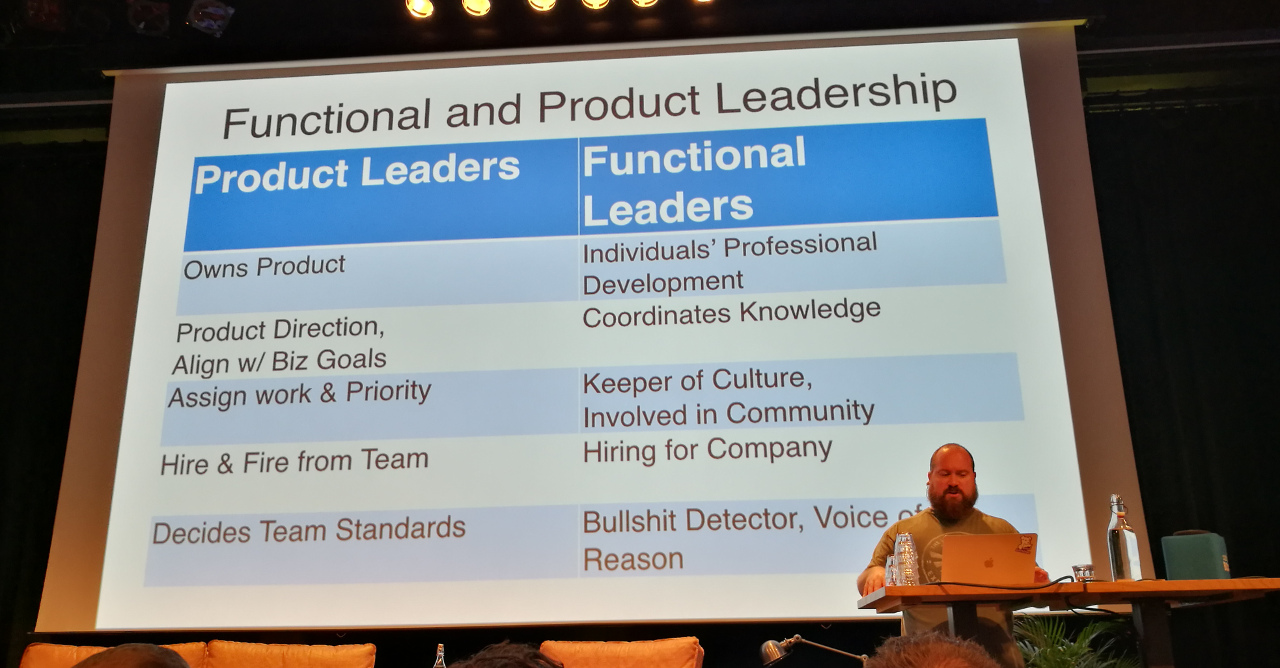 Functional and Product Leadership
Product Leaders
Functional
Leaders
Owns Product
Individuals' Professional
Development
Product Direction,
Align w/ Biz Goals
Coordinates Knowledge
Assign work & Priority
Keeper of Culture,
Involved in Community
Hire & Fire from Team
Hiring for Company
Decides Team Standards
Bullshit Detector, Voice of
Reason